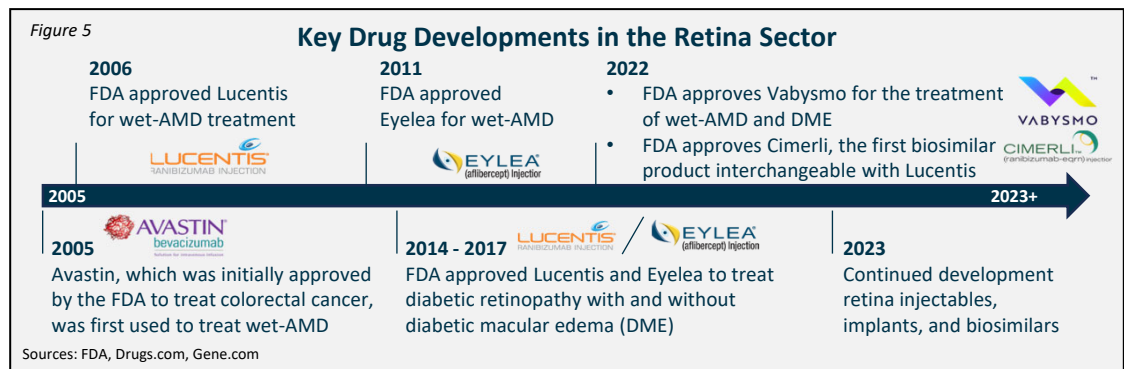 Figure 5
Key Drug Developments in the Retina Sector
2006
FDA approved Lucentis
for wet-AMD treatment
LUCENTIS®
RANIBIZUMAB INJECTION
2011
FDA approved
Eyelea for wet-AMD
EYLEA®
(aflibercept) Injection
2022
• FDA approves Vabysmo for the treatment
of wet-AMD and DME
• FDA approves Cimerli, the first biosimilar
product interchangeable with Lucentis
™
VABYSMO
CIMERLI™
(ranibizumab-eqrn) injection
2005
2023+
AVASTIN®
bevacizumab
2005
Avastin, which was initially approved
by the FDA to treat colorectal cancer,
was first used to treat wet-AMD
2014 - 2017
LUCENTIS®
RANIBIZUMAB INJECTION
EYLEA®
(aflibercept) Injection
FDA approved Lucentis and Eyelea to treat
diabetic retinopathy with and without
diabetic macular edema (DME)
2023
Continued development
retina injectables,
implants, and biosimilars
Sources: FDA, Drugs.com, Gene.com